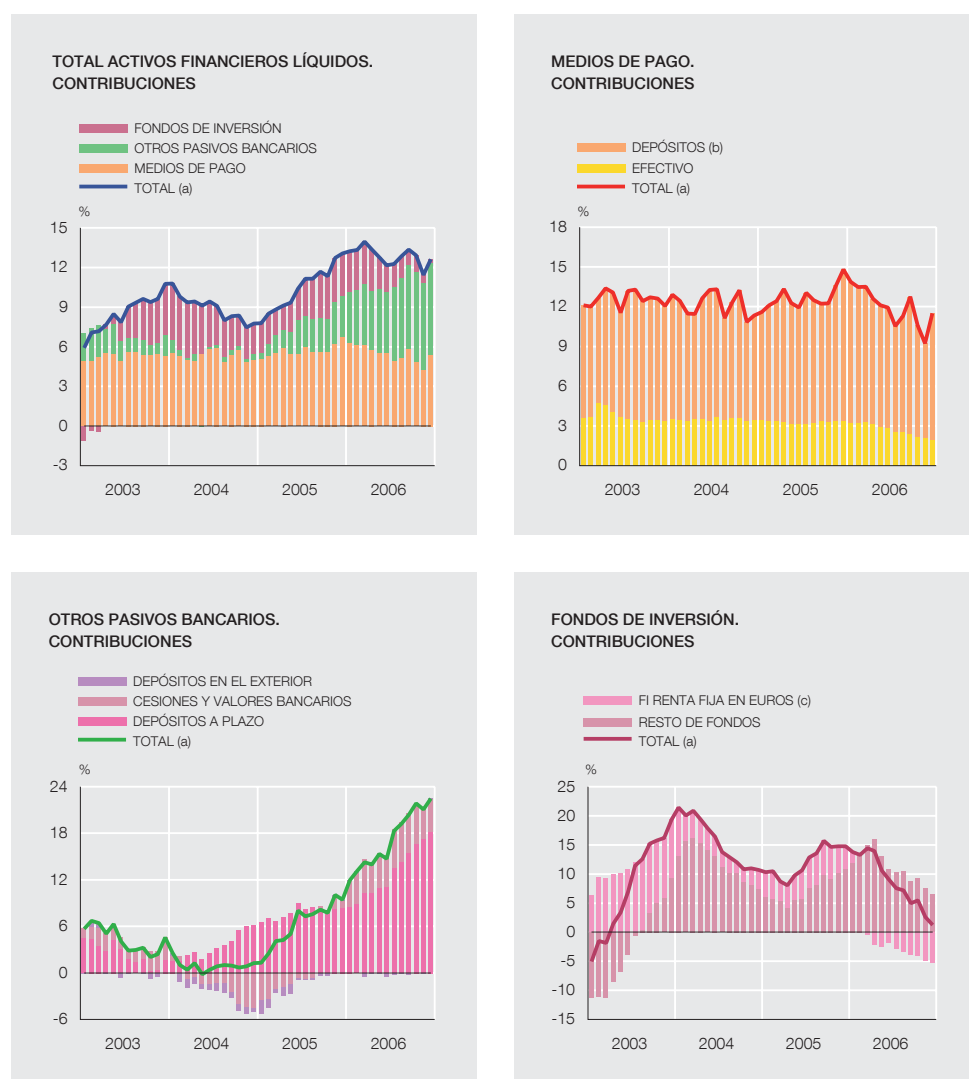 TOTAL ACTIVOS FINANCIEROS LÍQUIDOS.
CONTRIBUCIONES
FONDOS DE INVERSIÓN
OTROS PASIVOS BANCARIOS
MEDIOS DE PAGO
TOTAL (a)
%
15
12
9
6
3
0
-3
2003 2004 2005 2006
MEDIOS DE PAGO.
CONTRIBUCIONES
DEPÓSITOS (b)
EFECTIVO
TOTAL (a)
%
18
15
12
9
6
3
0
2003 2004 2005 2006
OTROS PASIVOS BANCARIOS.
CONTRIBUCIONES
DEPÓSITOS EN EL EXTERIOR
CESIONES Y VALORES BANCARIOS
DEPÓSITOS A PLAZO
TOTAL (a)
%
24
18
12
6
0
-6
2003 2004 2005 2006
FONDOS DE INVERSIÓN.
CONTRIBUCIONES
FI RENTA FIJA EN EUROS (c)
RESTO DE FONDOS
TOTAL (a)
%
25
20
15
10
5
0
-5
-10
-15
2003 2004 2005 2006